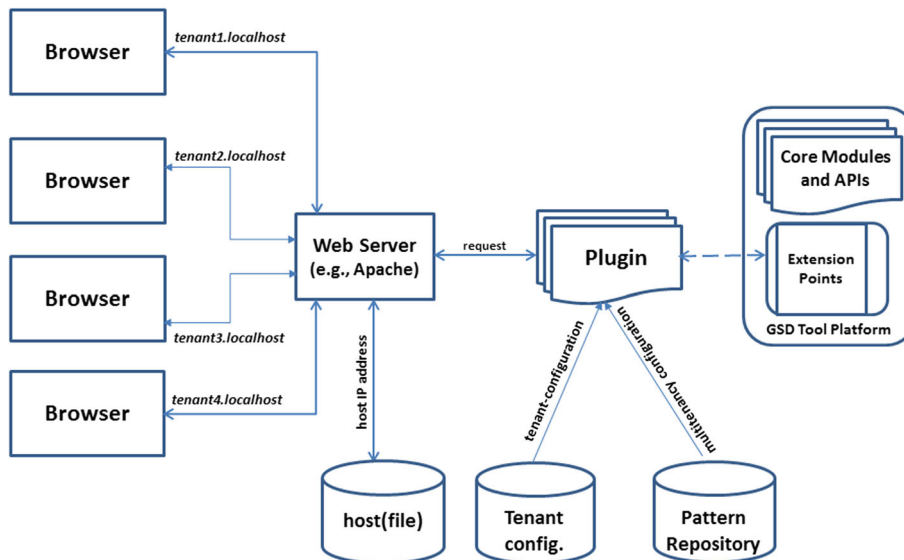 Browser
tenant1.localhost
Browser
tenant2.localhost
Browser
tenant3.localhost
Browser
tenant4.localhost
Web Server
(e.g., Apache)
request
Plugin
Core Modules
and APIs
Extension
Points
GSD Tool Platform
host IP address
tenant-configuration
multitenancy configuration
host(file)
Tenant
config.
Pattern
Repository